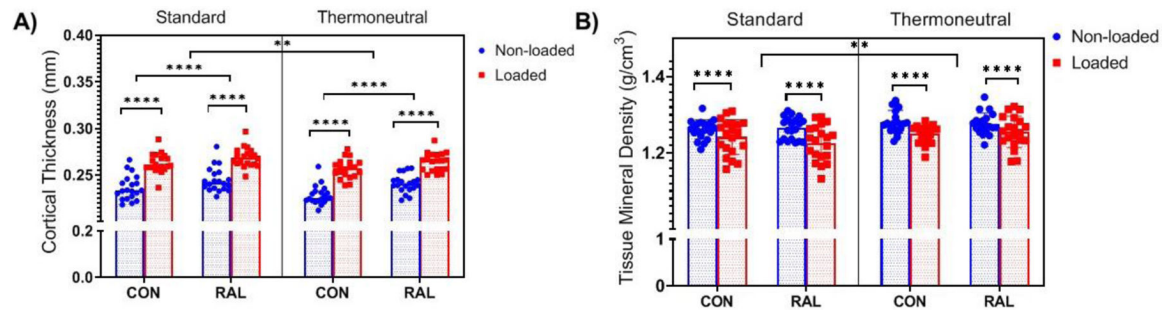 A)
Standard
Thermoneutral
Cortical Thickness (mm)
0.40
0.35
0.30
0.25
0.2
0.0
**
****
****
****
****
****
****
CON
RAL
CON
RAL
Non-loaded
Loaded
B)
Standard
Thermoneutral
Tissue Mineral Density (g/cm³)
1.4
1.2
1
0
**
****
****
****
****
CON
RAL
CON
RAL
Non-loaded
Loaded